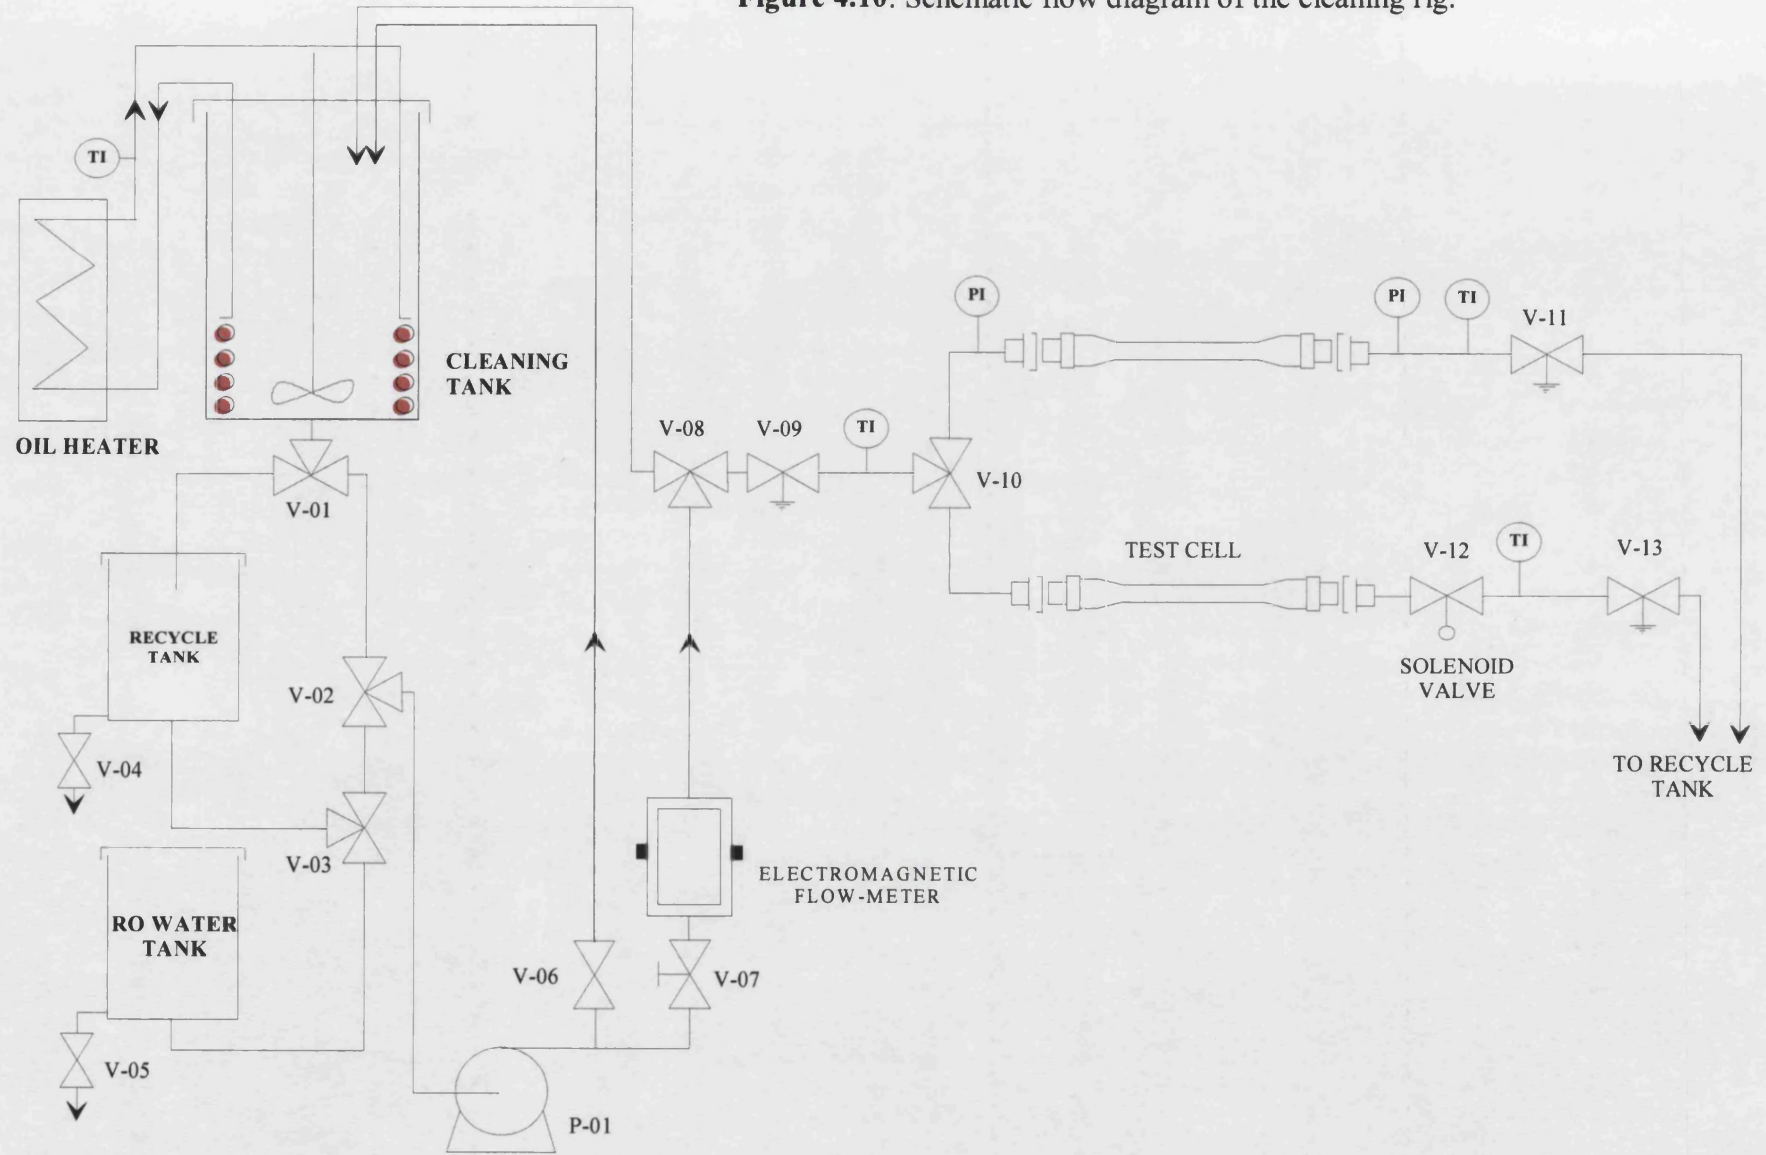 Figure 4.10: Schematic flow diagram of the cleaning rig.
TI
PI
PI
TI
V-11
CLEANING
TANK
OIL HEATER
V-08
V-09
TI
V-10
V-01
TEST CELL
V-12
TI
V-13
RECYCLE
TANK
V-02
SOLENOID
VALVE
V-04
TO RECYCLE
TANK
V-03
ELECTROMAGNETIC
FLOW-METER
RO WATER
TANK
V-06
V-07
V-05
P-01